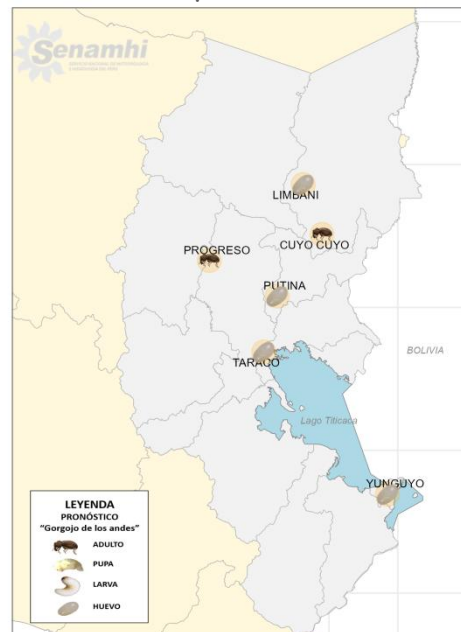 Senamhi
LIMBANI
CUYO CUYO
PROGRESO
PUTINA
TARACO
BOLIVIA
Lago Titicaca
YUNGUYO
LEYENDA
PRONÓSTICO
"Gorgojo de los andes"
ADULTO
PUPA
LARVA
HUEVO